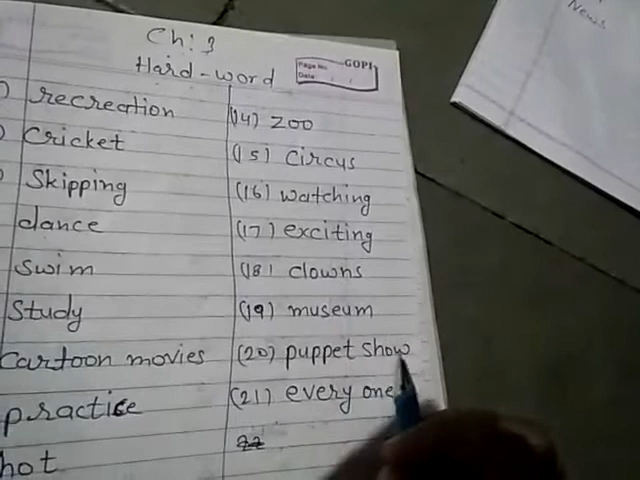 News
Ch: 3
Hard-word
Page No.
GOPI
Date
recreation
Cricket
Skipping
dance
Swim
Study
Cartoon movies
practice
hot
(14) zoo
(15) circus
(16) watching
(17) exciting
(18) clowns
(19) museum
(20) puppet show
(21) every one